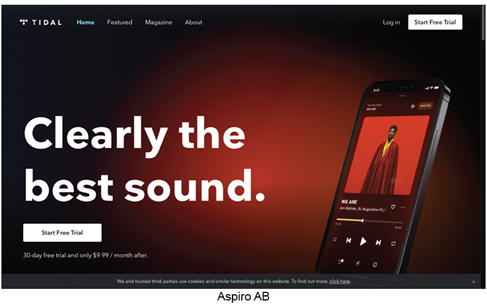 TIDAL Home Featured Magazine About Log in Start Free Trial
Clearly the
best sound.
WE ARE
Start Free Trial
30-day free trial and only $9.99 / month after.
We and trusted third parties use cookies and similar technology on this website. To find out more, click here.
Aspiro AB